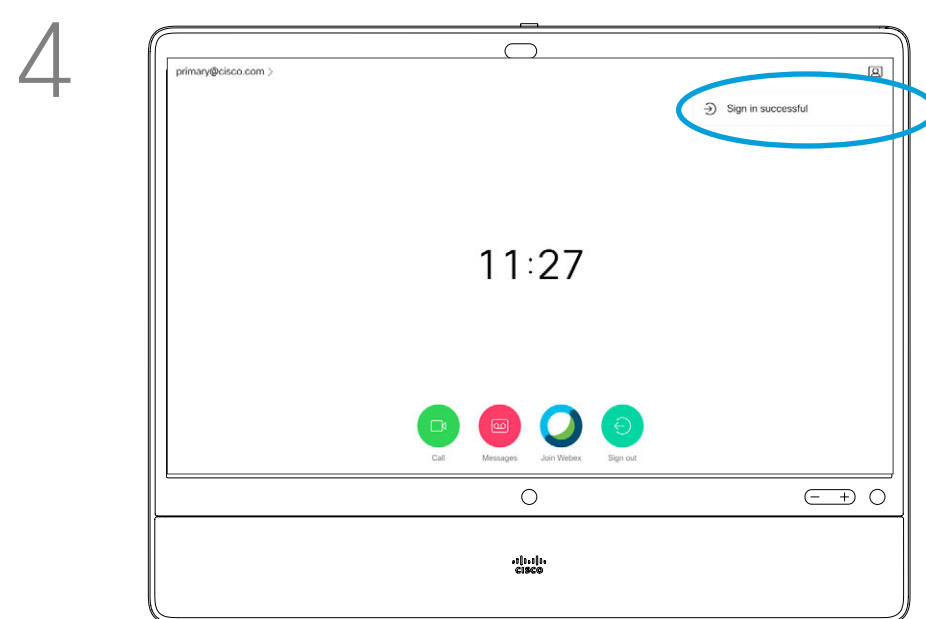 4
primary@cisco.com >
Sign in successful
11:27
Call
Messages
Join Webex
Sign out
CISCO